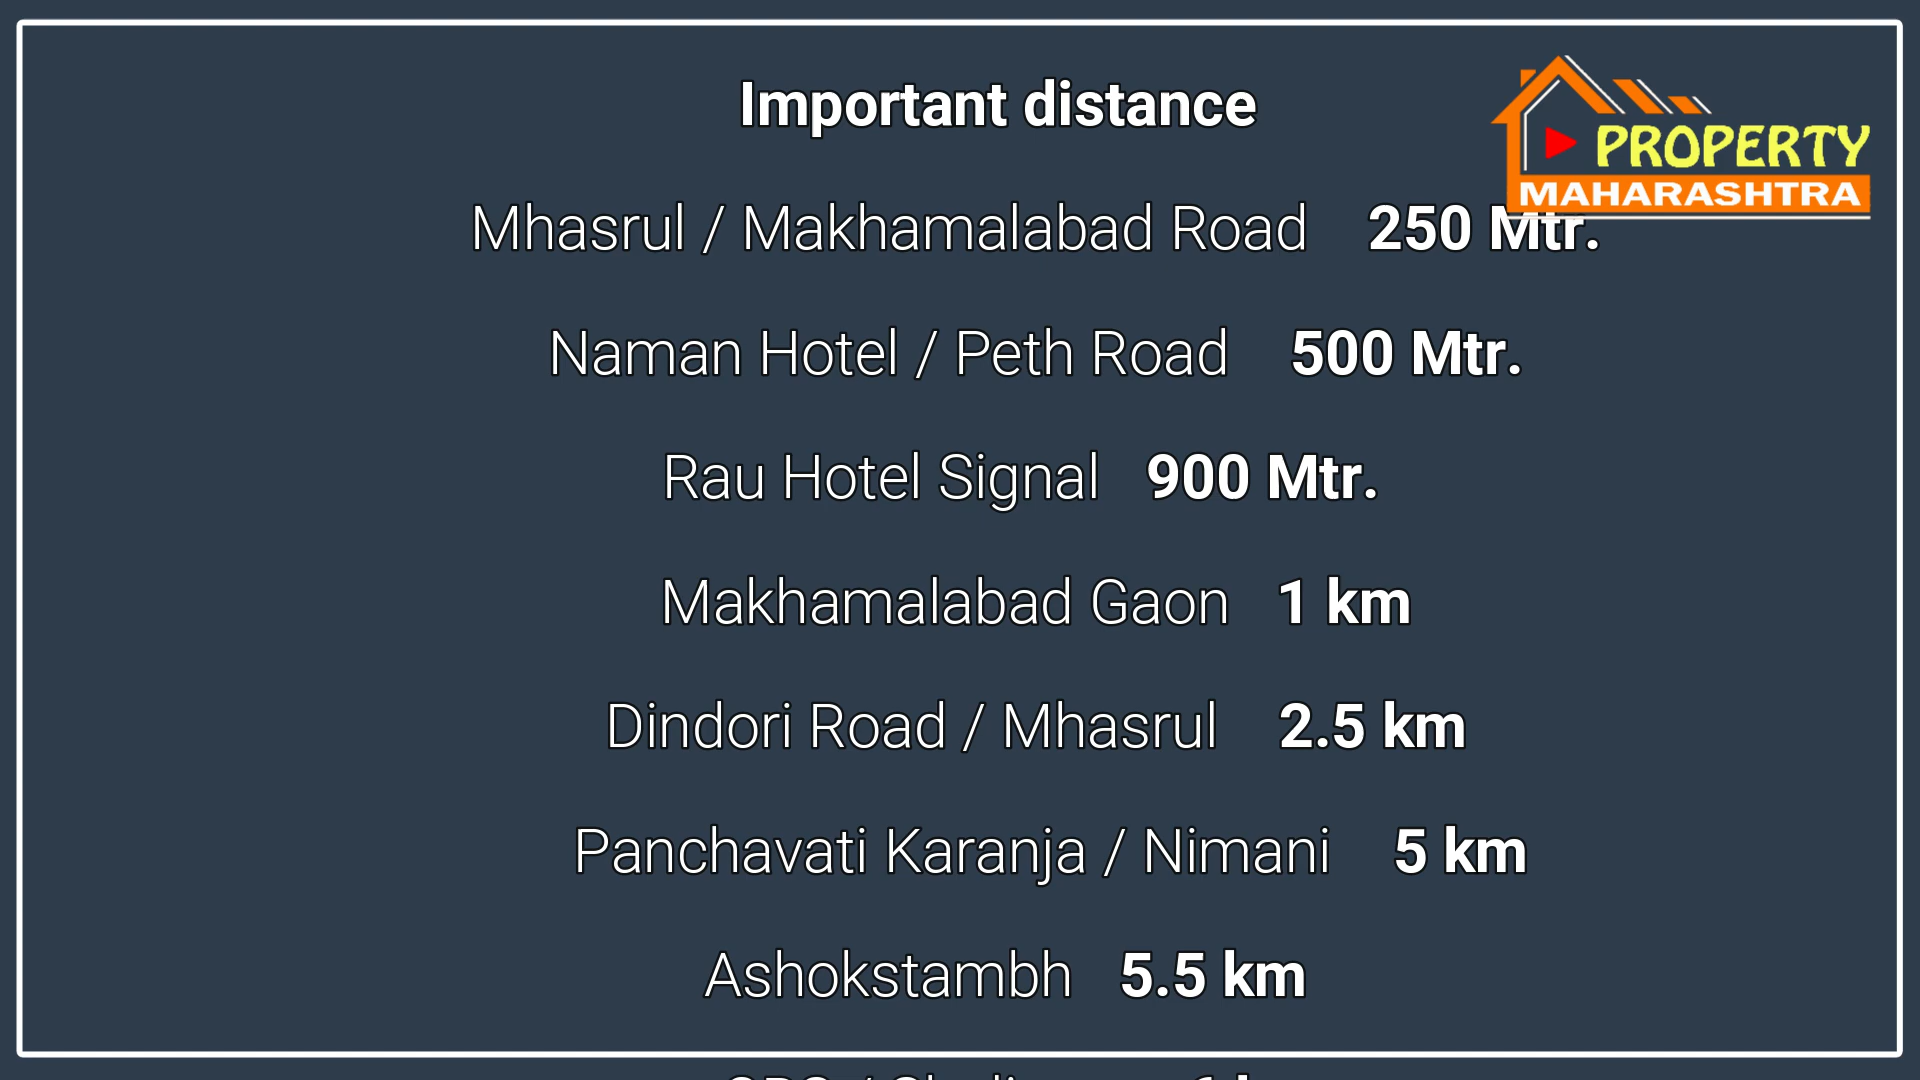 Important distance
PROPERTY
MAHARASHTRA
Mhasrul / Makhamalabad Road 250 Mtr.
Naman Hotel / Peth Road 500 Mtr.
Rau Hotel Signal 900 Mtr.
Makhamalabad Gaon 1 km
Dindori Road / Mhasrul 2.5 km
Panchavati Karanja / Nimani 5 km
Ashokstambh 5.5 km